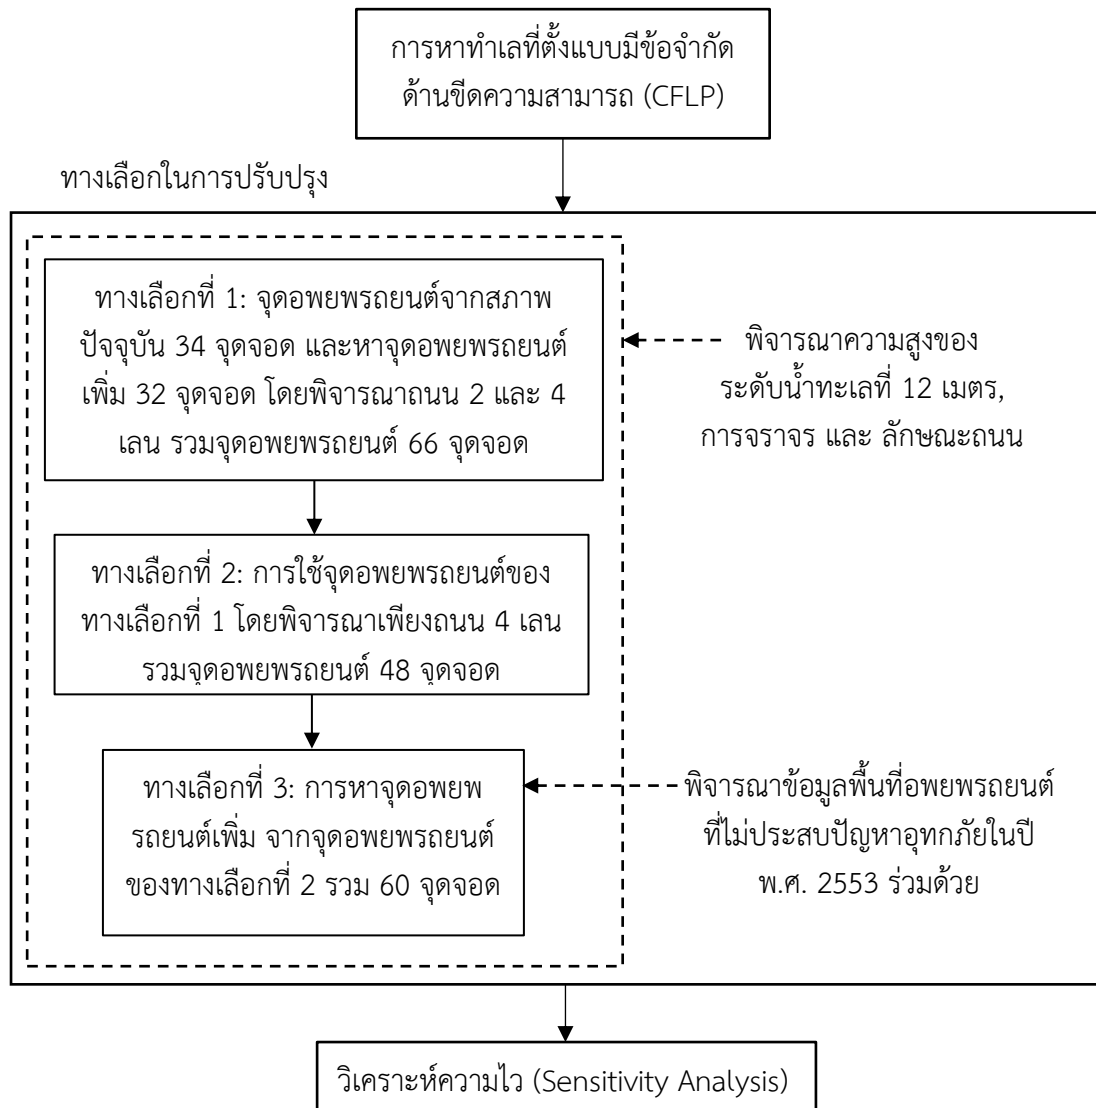 การหาทำเลที่ตั้งแบบมีข้อจำกัด
ด้านขีดความสามารถ (CFLP)
ทางเลือกในการปรับปรุง
ทางเลือกที่ 1: จุดอพยพรถยนต์จากสภาพ
ปัจจุบัน 34 จุดจอด และหาจุดอพยพรถยนต์
เพิ่ม 32 จุดจอด โดยพิจารณาถนน 2 และ 4
เลน รวมจุดอพยพรถยนต์ 66 จุดจอด
พิจารณาความสูงของ
ระดับน้ำทะเลที่ 12 เมตร,
การจราจร และ ลักษณะถนน
ทางเลือกที่ 2: การใช้จุดอพยพรถยนต์ของ
ทางเลือกที่ 1 โดยพิจารณาเพียงถนน 4 เลน
รวมจุดอพยพรถยนต์ 48 จุดจอด
ทางเลือกที่ 3: การหาจุดอพยพ
รถยนต์เพิ่ม จากจุดอพยพรถยนต์
ของทางเลือกที่ 2 รวม 60 จุดจอด
พิจารณาข้อมูลพื้นที่อพยพรถยนต์
ที่ไม่ประสบปัญหาอุทกภัยในปี
พ.ศ. 2553 ร่วมด้วย
วิเคราะห์ความไว (Sensitivity Analysis)